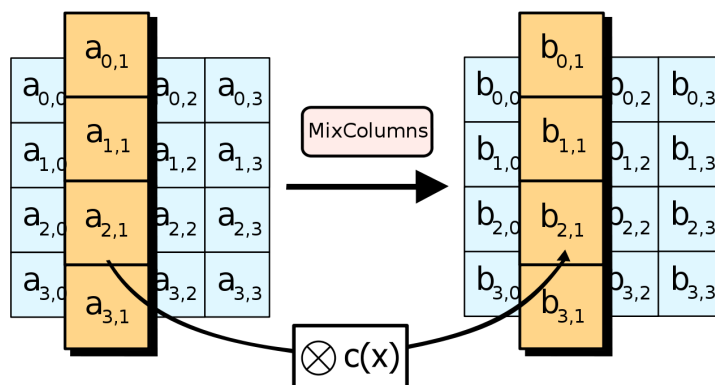 a0,1
a0,0 a0,2 a0,3
a1,1
a1,0 a1,2 a1,3
a2,0 a2,1 a2,2 a2,3
a3,0 a3,2 a3,3
a3,1
MixColumns
b0,1
b0,0 b0,2 b0,3
b1,1
b1,0 b1,2 b1,3
b2,0 b2,1 b2,2 b2,3
b3,0 b3,2 b3,3
b3,1
⊗ c(x)